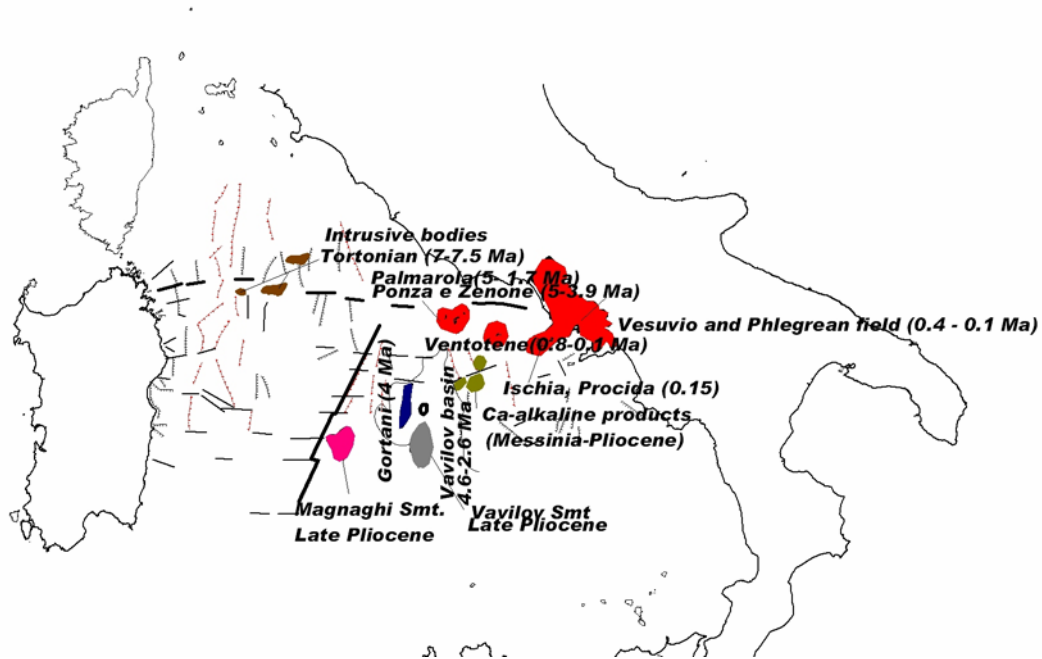 Intrusive bodies
Tortonian (7-7.5 Ma)
Palmarola(5- 1.7 Ma)
Ponza e Zenone (5-3.9 Ma)
Vesuvio and Phlegrean field (0.4 - 0.1 Ma)
Ventotene(0.8-0.1 Ma)
Ischia, Procida (0.15)
Ca-alkaline products
(Messinia-Pliocene)
Gortani (4 Ma)
Vavilov basin
4.6-2.6 Ma
Magnaghi Smt.
Late Pliocene
Vavilov Smt
Late Pliocene